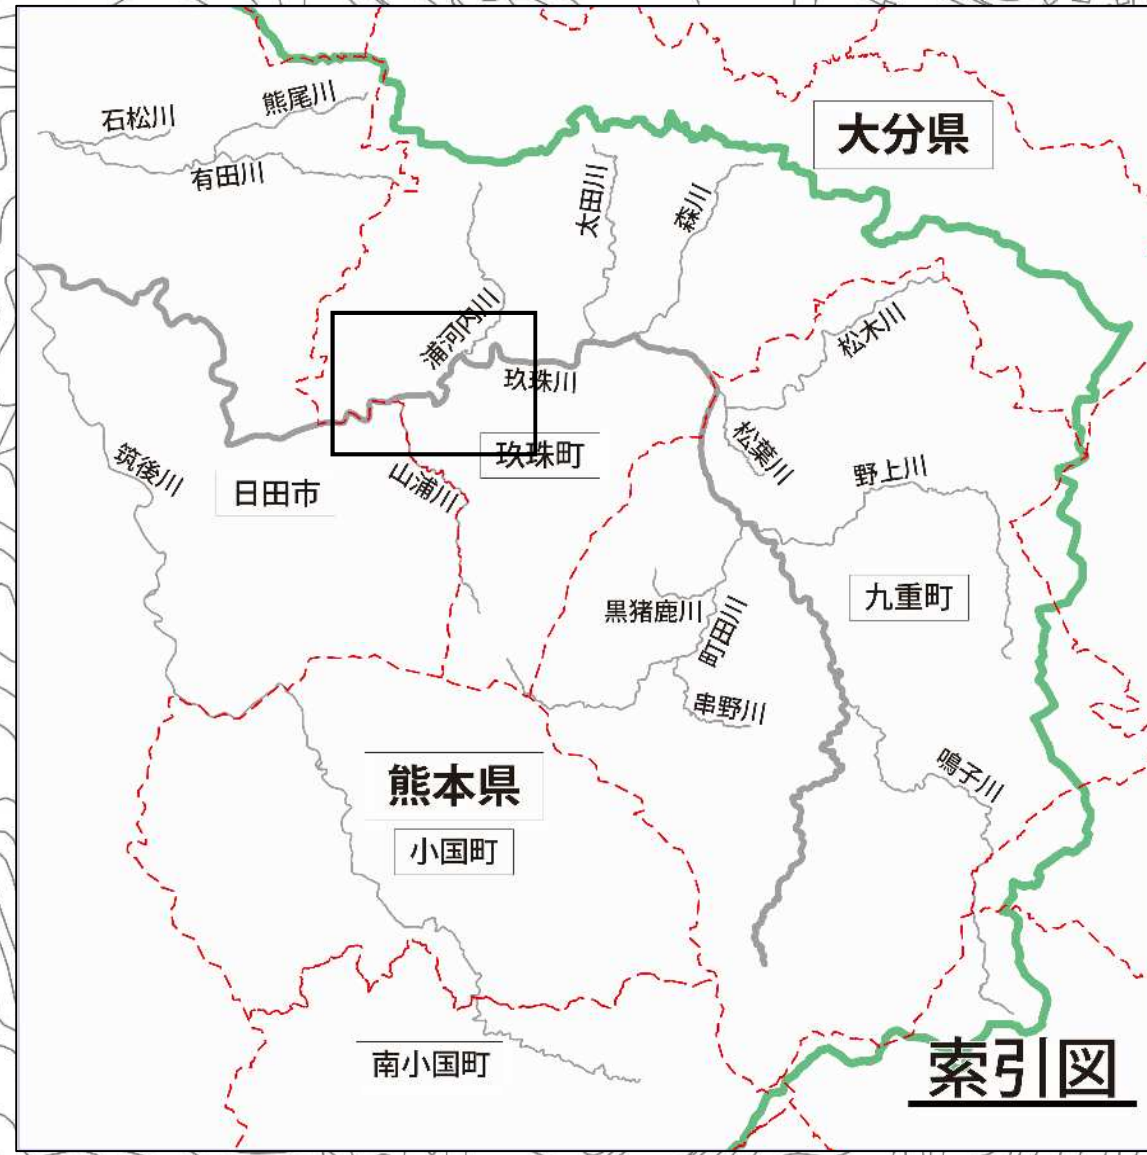 熊尾川
石松川
大分県
有田川
太田川
森川
浦河内川
松木川
玖珠川
玖珠町
松葉川
筑後川
日田市
山浦川
野上川
九重町
黒猪鹿川
町田川
串野川
鳴子川
熊本県
小国町
南小国町
索引図